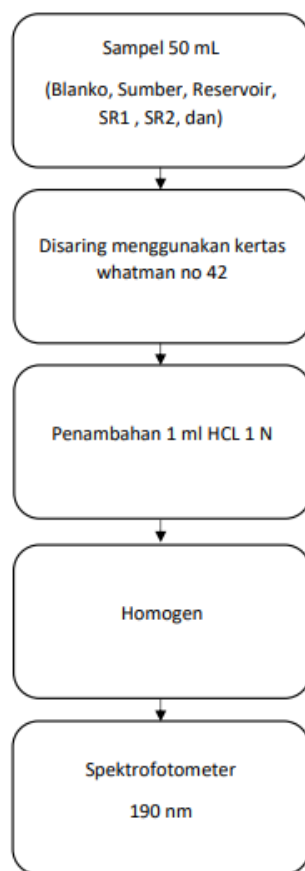 Sampel 50 mL
(Blanko, Sumber, Reservoir,
SR1 , SR2, dan)
Disaring menggunakan kertas
whatman no 42
Penambahan 1 ml HCL 1 N
Homogen
Spektrofotometer
190 nm